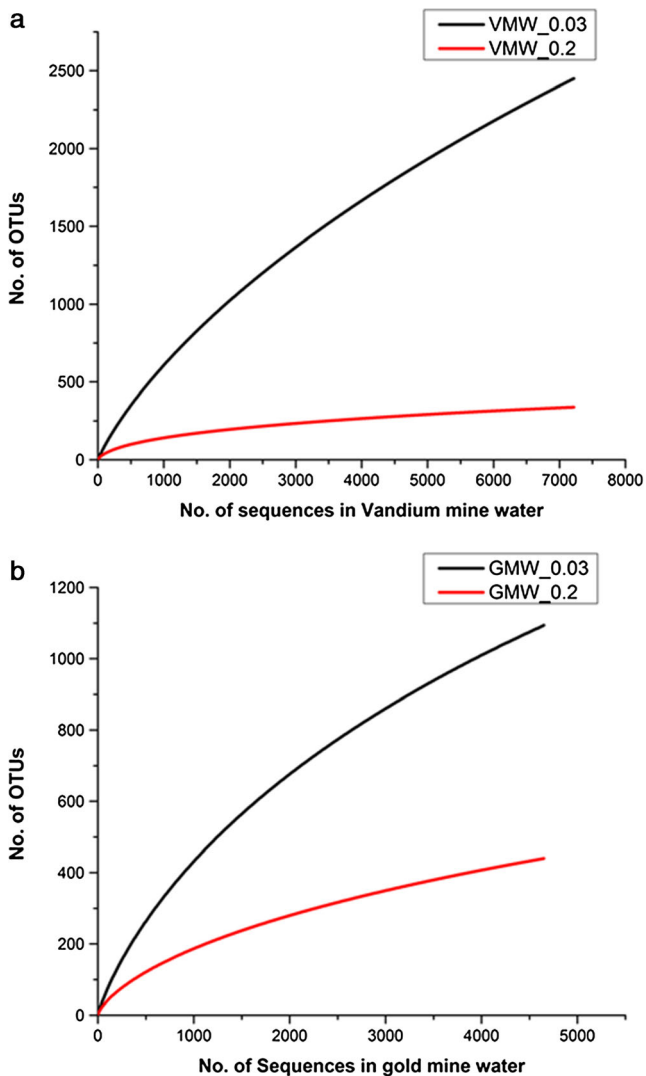 a
VMW_0.03
VMW_0.2
2500
2000
1500
1000
500
0
No. of OTUs
0 1000 2000 3000 4000 5000 6000 7000 8000
No. of sequences in Vandium mine water
b
GMW_0.03
GMW_0.2
1200
1000
800
600
400
200
0
No. of OTUs
0 1000 2000 3000 4000 5000
No. of Sequences in gold mine water